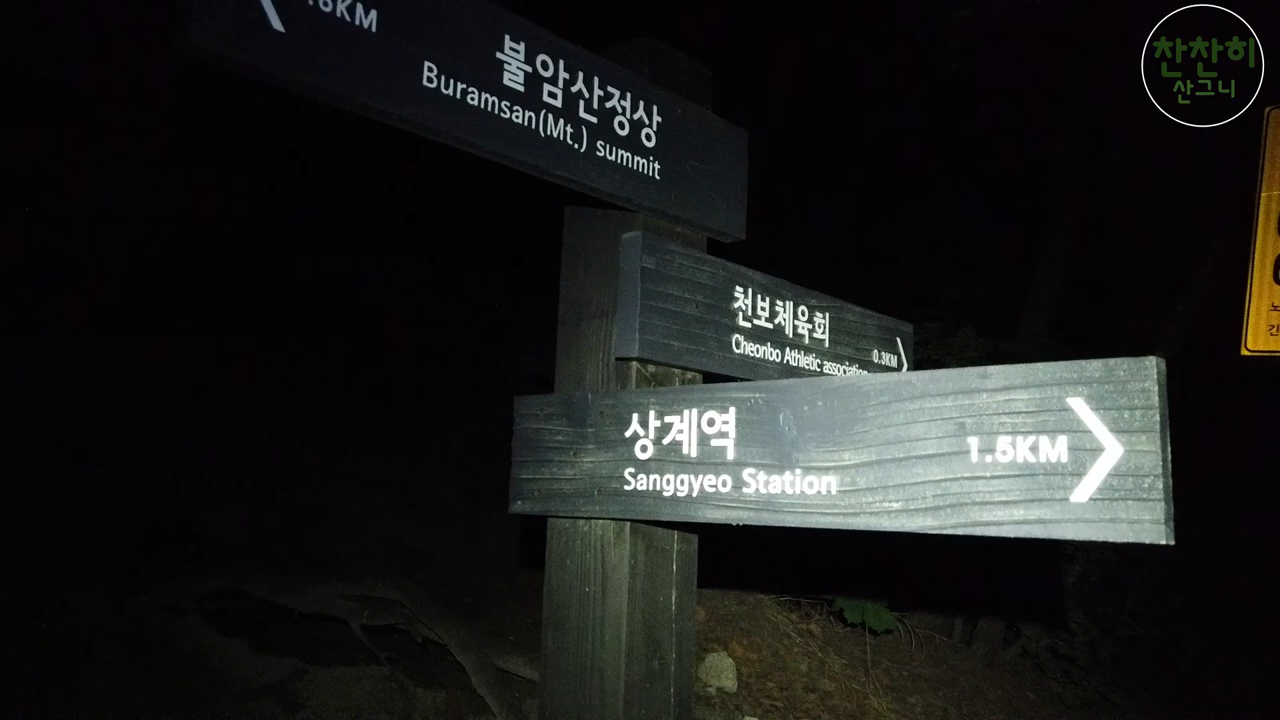 .8KM
불암산정상
Buramsan(Mt.) summit
천보체육회
Cheonbo Athletic association
0.3KM
상계역
Sanggyeo Station
1.5KM
찬찬히
산그니